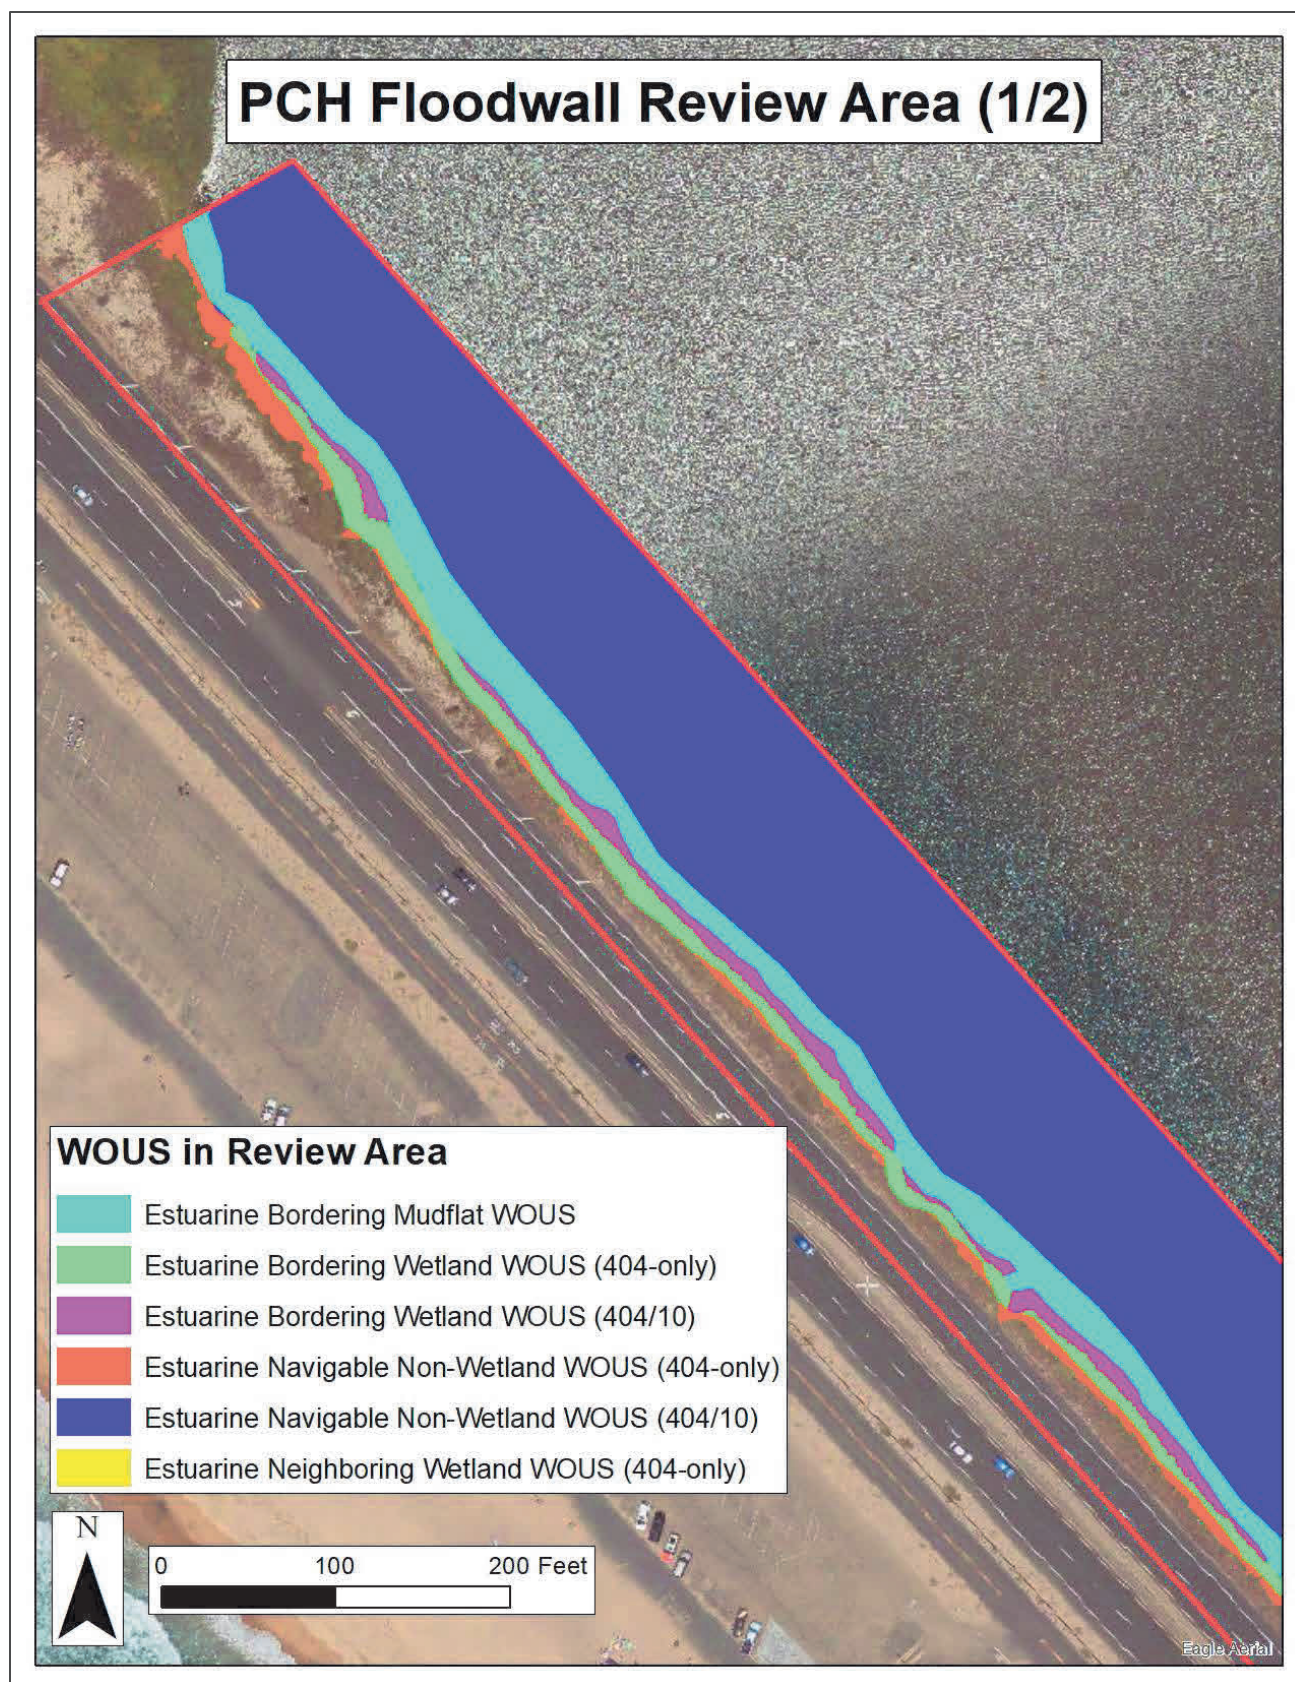 PCH Floodwall Review Area (1/2)
WOUS in Review Area
Estuarine Bordering Mudflat WOUS
Estuarine Bordering Wetland WOUS (404-only)
Estuarine Bordering Wetland WOUS (404/10)
Estuarine Navigable Non-Wetland WOUS (404-only)
Estuarine Navigable Non-Wetland WOUS (404/10)
Estuarine Neighboring Wetland WOUS (404-only)
N
0 100 200 Feet
Eagle Aerial